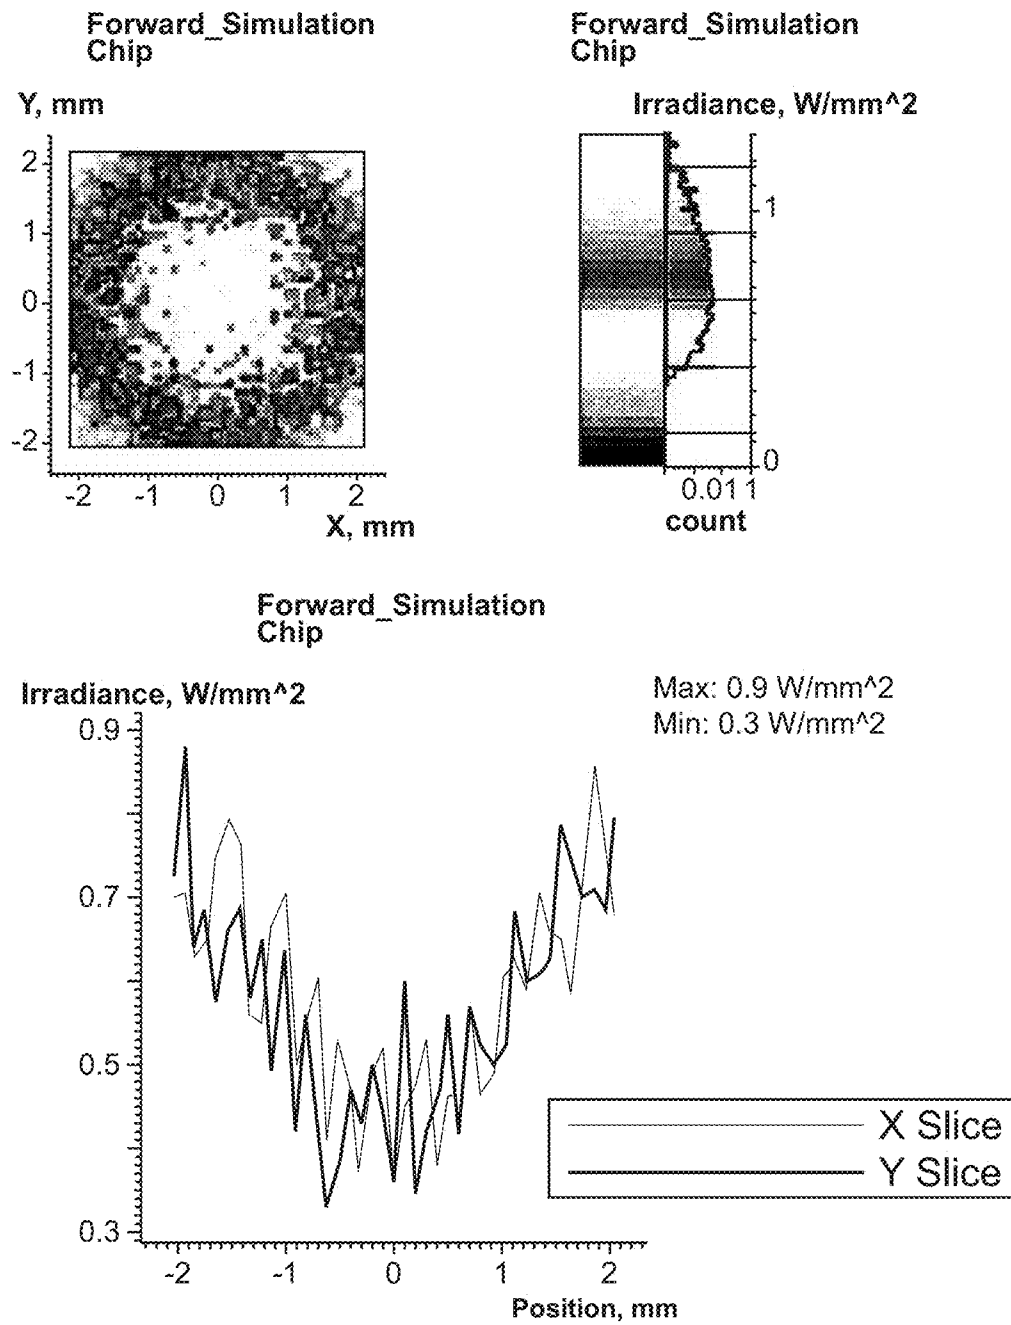 Forward_Simulation
Chip
Y, mm
2
1
0
-1
-2
-2 -1 0 1 2
X, mm
Forward_Simulation
Chip
Irradiance, W/mm^2
1
0
0.011
count
Forward_Simulation
Chip
Irradiance, W/mm^2
Max: 0.9 W/mm^2
Min: 0.3 W/mm^2
0.9
0.7
0.5
0.3
X Slice
Y Slice
-2 -1 0 1 2
Position, mm